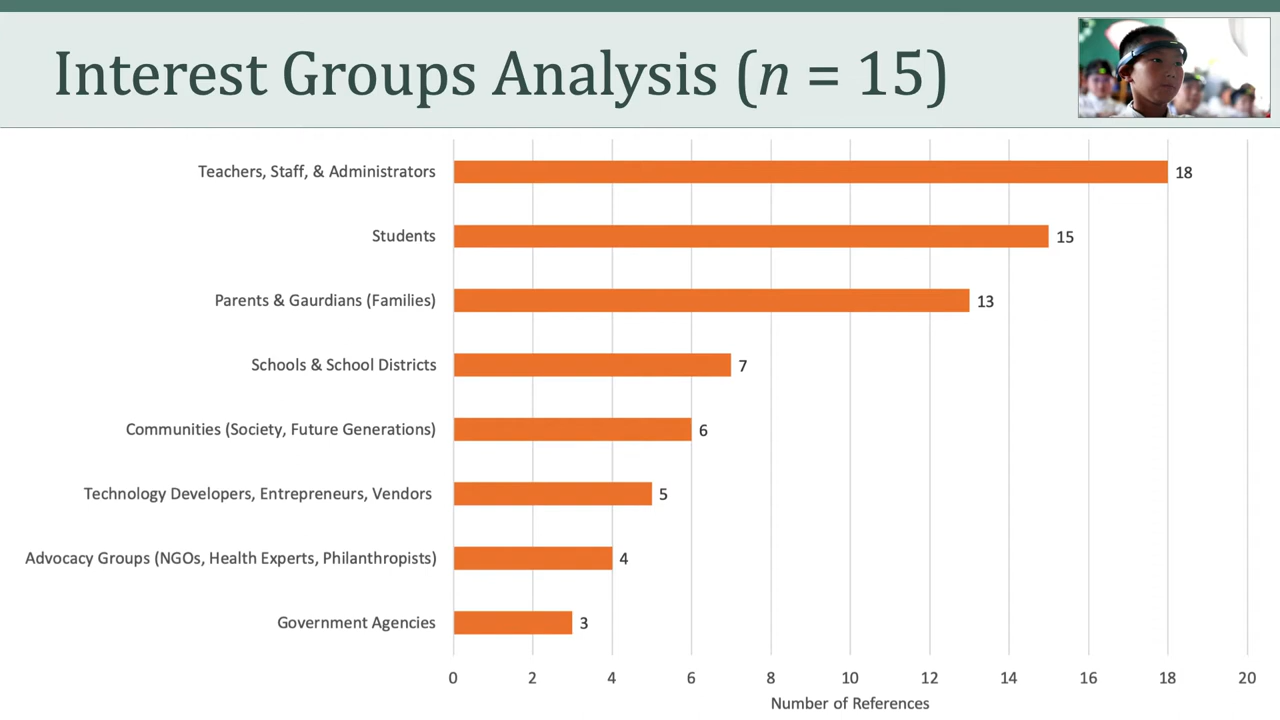 Interest Groups Analysis (n = 15)
Teachers, Staff, & Administrators 18
Students 15
Parents & Gaurdians (Families) 13
Schools & School Districts 7
Communities (Society, Future Generations) 6
Technology Developers, Entrepreneurs, Vendors 5
Advocacy Groups (NGOs, Health Experts, Philanthropists) 4
Government Agencies 3
0 2 4 6 8 10 12 14 16 18 20
Number of References